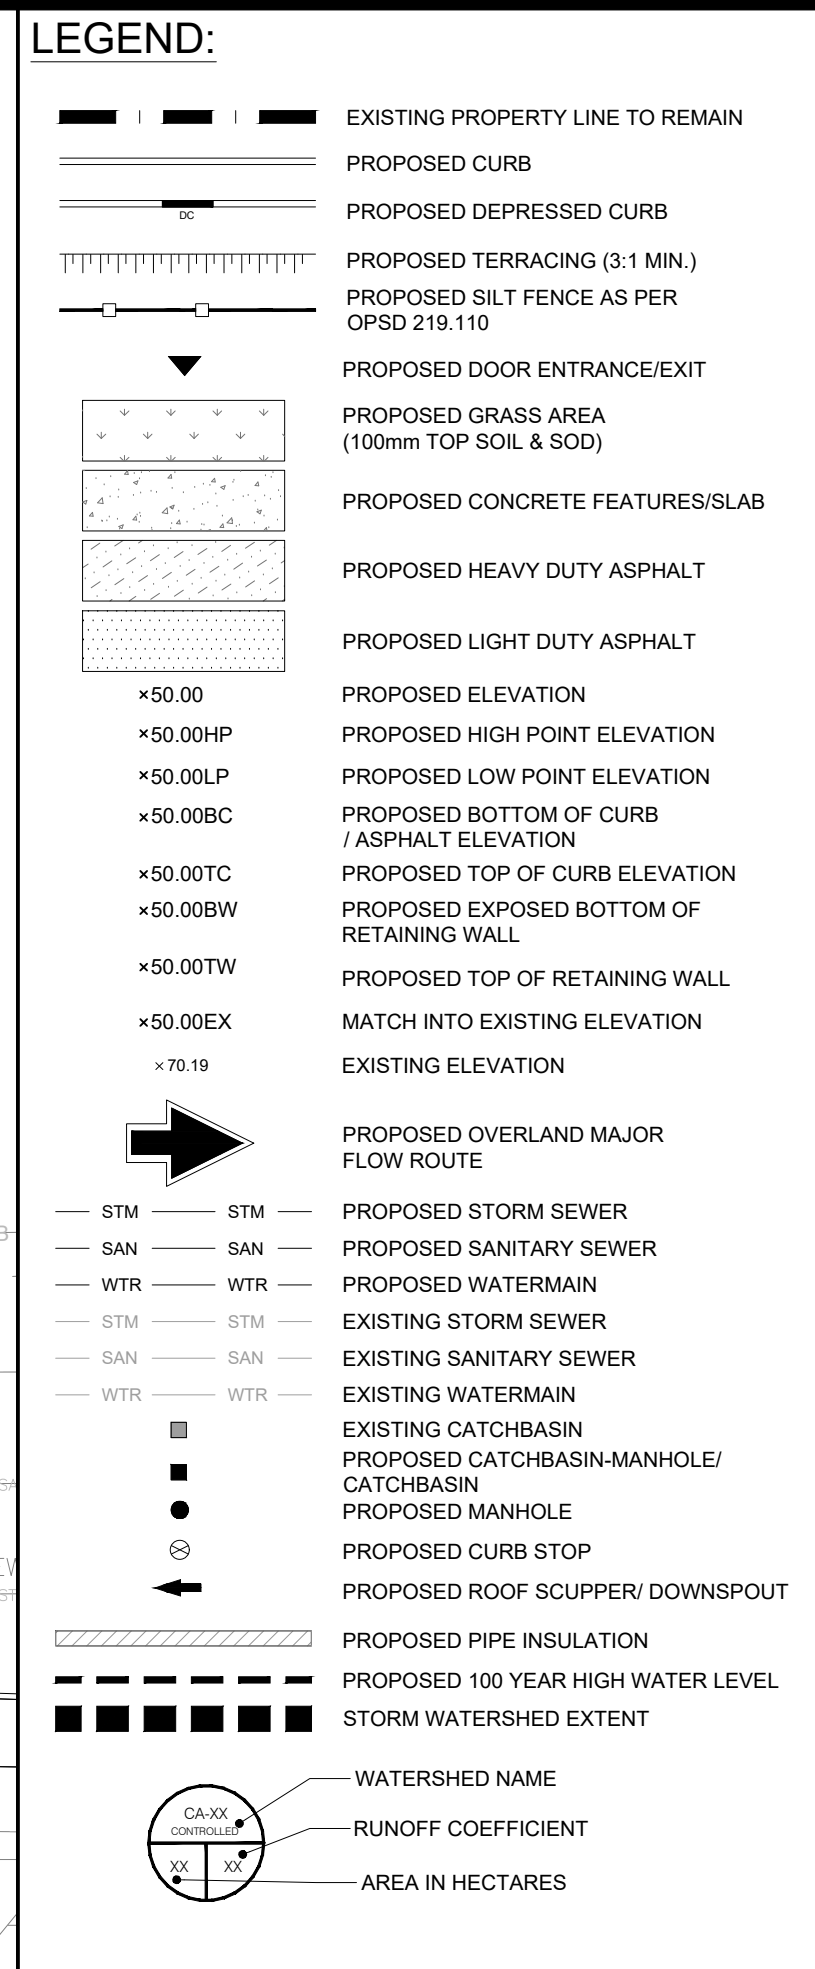 LEGEND:
EXISTING PROPERTY LINE TO REMAIN
PROPOSED CURB
DC
PROPOSED DEPRESSED CURB
PROPOSED TERRACING (3:1 MIN.)
PROPOSED SILT FENCE AS PER
OPSD 219.110
PROPOSED DOOR ENTRANCE/EXIT
PROPOSED GRASS AREA
(100mm TOP SOIL & SOD)
PROPOSED CONCRETE FEATURES/SLAB
PROPOSED HEAVY DUTY ASPHALT
PROPOSED LIGHT DUTY ASPHALT
×50.00 PROPOSED ELEVATION
×50.00HP PROPOSED HIGH POINT ELEVATION
×50.00LP PROPOSED LOW POINT ELEVATION
×50.00BC PROPOSED BOTTOM OF CURB
/ ASPHALT ELEVATION
×50.00TC PROPOSED TOP OF CURB ELEVATION
×50.00BW PROPOSED EXPOSED BOTTOM OF
RETAINING WALL
×50.00TW PROPOSED TOP OF RETAINING WALL
×50.00EX MATCH INTO EXISTING ELEVATION
×70.19 EXISTING ELEVATION
PROPOSED OVERLAND MAJOR
FLOW ROUTE
STM STM PROPOSED STORM SEWER
SAN SAN PROPOSED SANITARY SEWER
WTR WTR PROPOSED WATERMAIN
STM STM EXISTING STORM SEWER
SAN SAN EXISTING SANITARY SEWER
WTR WTR EXISTING WATERMAIN
EXISTING CATCHBASIN
PROPOSED CATCHBASIN-MANHOLE/
CATCHBASIN
PROPOSED MANHOLE
PROPOSED CURB STOP
PROPOSED ROOF SCUPPER/ DOWNSPOUT
PROPOSED PIPE INSULATION
PROPOSED 100 YEAR HIGH WATER LEVEL
STORM WATERSHED EXTENT
WATERSHED NAME
CA-XX
CONTROLLED
RUNOFF COEFFICIENT
XX XX
AREA IN HECTARES